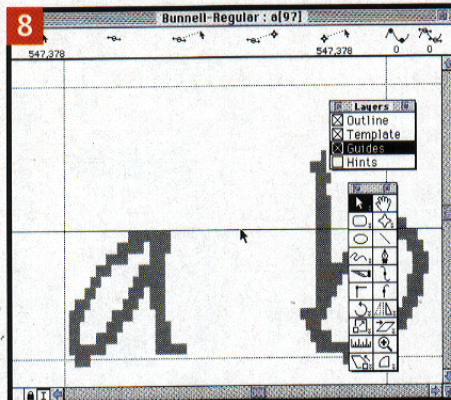 8
Bunnell-Regular : a[97]
547,378
547,378
0
0
Layers
Outline
Template
Guides
Hints
a
b